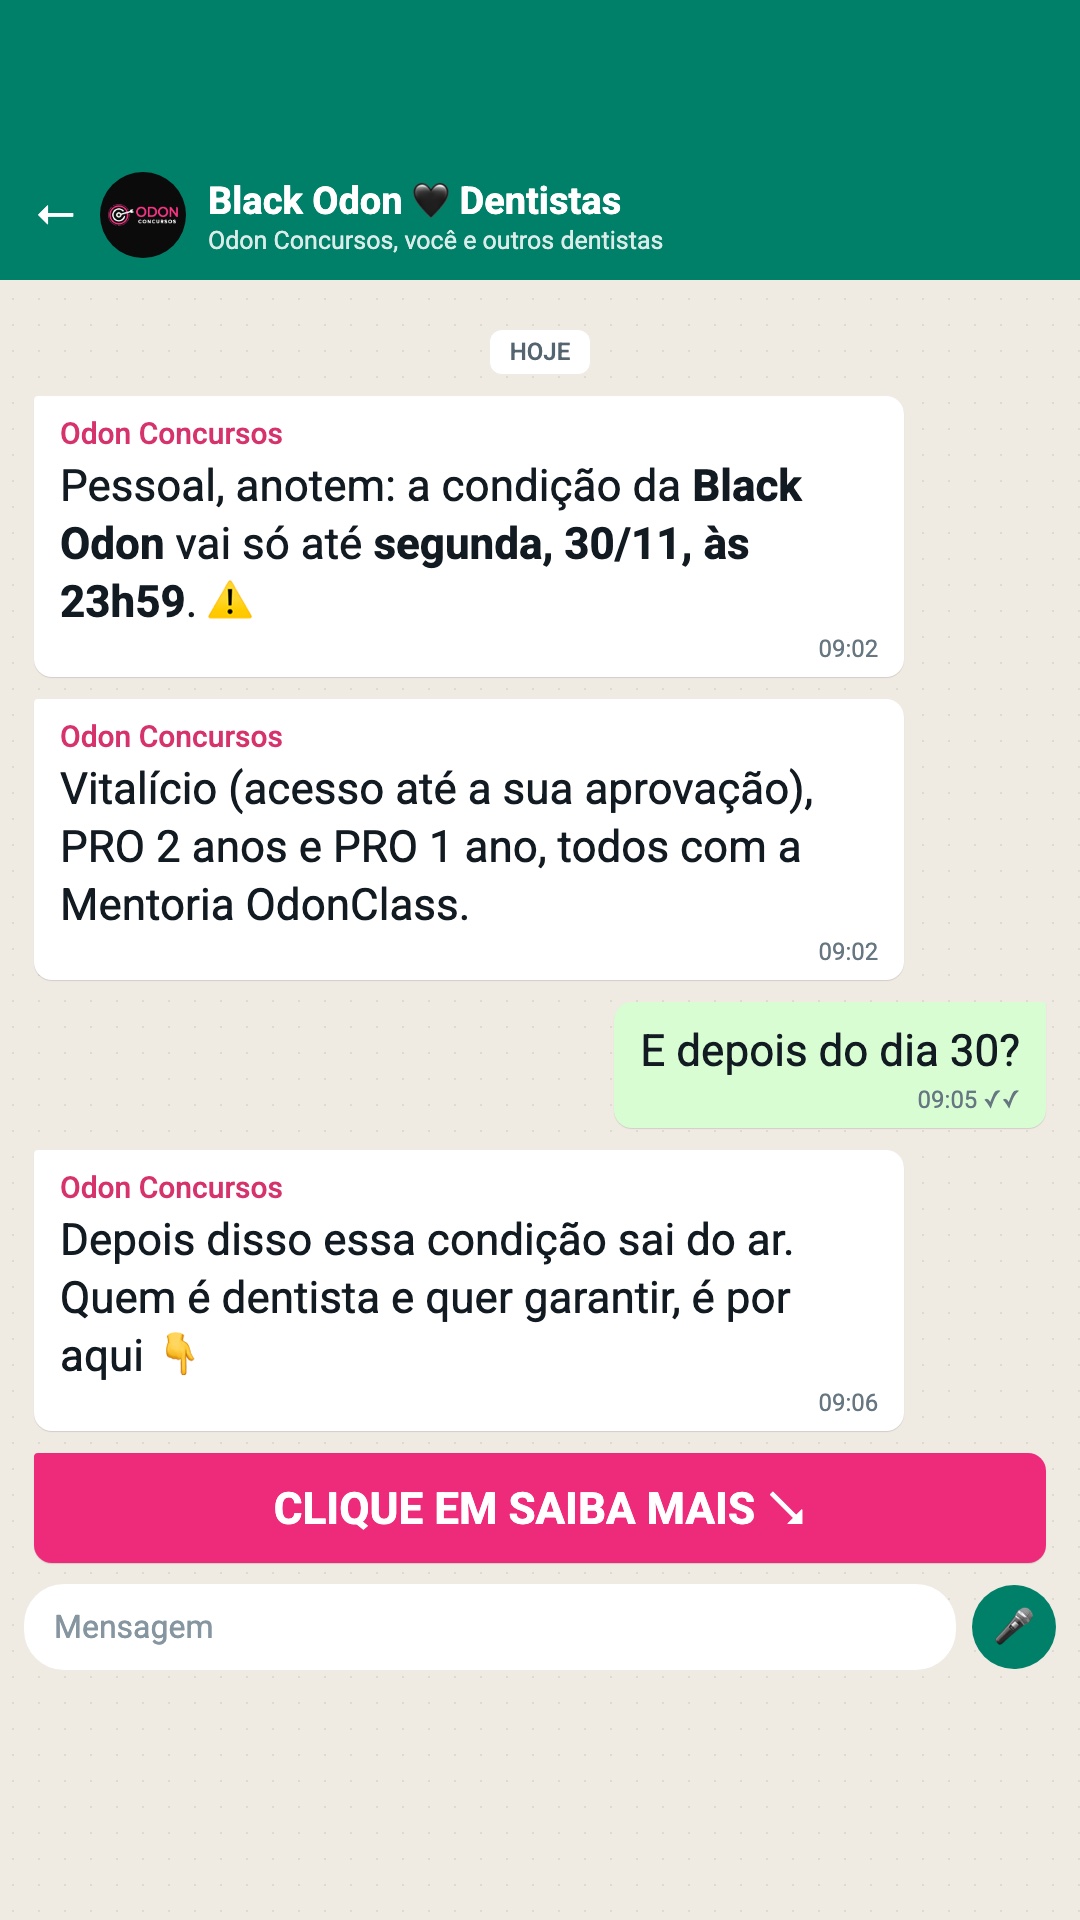 ODON
CONCURSOS
Black Odon 🖤 Dentistas
Odon Concursos, você e outros dentistas
HOJE
Odon Concursos
Pessoal, anotem: a condição da Black
Odon vai só até segunda, 30/11, às
23h59. ⚠️
09:02
Odon Concursos
Vitalício (acesso até a sua aprovação),
PRO 2 anos e PRO 1 ano, todos com a
Mentoria OdonClass.
09:02
E depois do dia 30?
09:05 ✓✓
Odon Concursos
Depois disso essa condição sai do ar.
Quem é dentista e quer garantir, é por
aqui 👇
09:06
CLIQUE EM SAIBA MAIS ↘
Mensagem